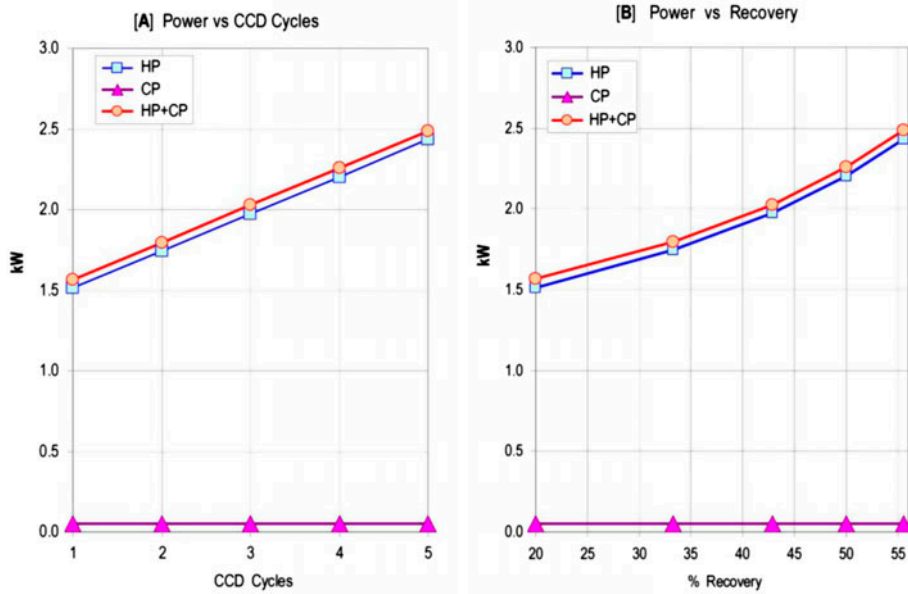 [A] Power vs CCD Cycles
3.0
2.5
2.0
1.5
1.0
0.5
0.0
kW
HP
CP
HP+CP
1 2 3 4 5
CCD Cycles
[B] Power vs Recovery
3.0
2.5
2.0
1.5
1.0
0.5
0.0
kW
HP
CP
HP+CP
20 25 30 35 40 45 50 55
% Recovery